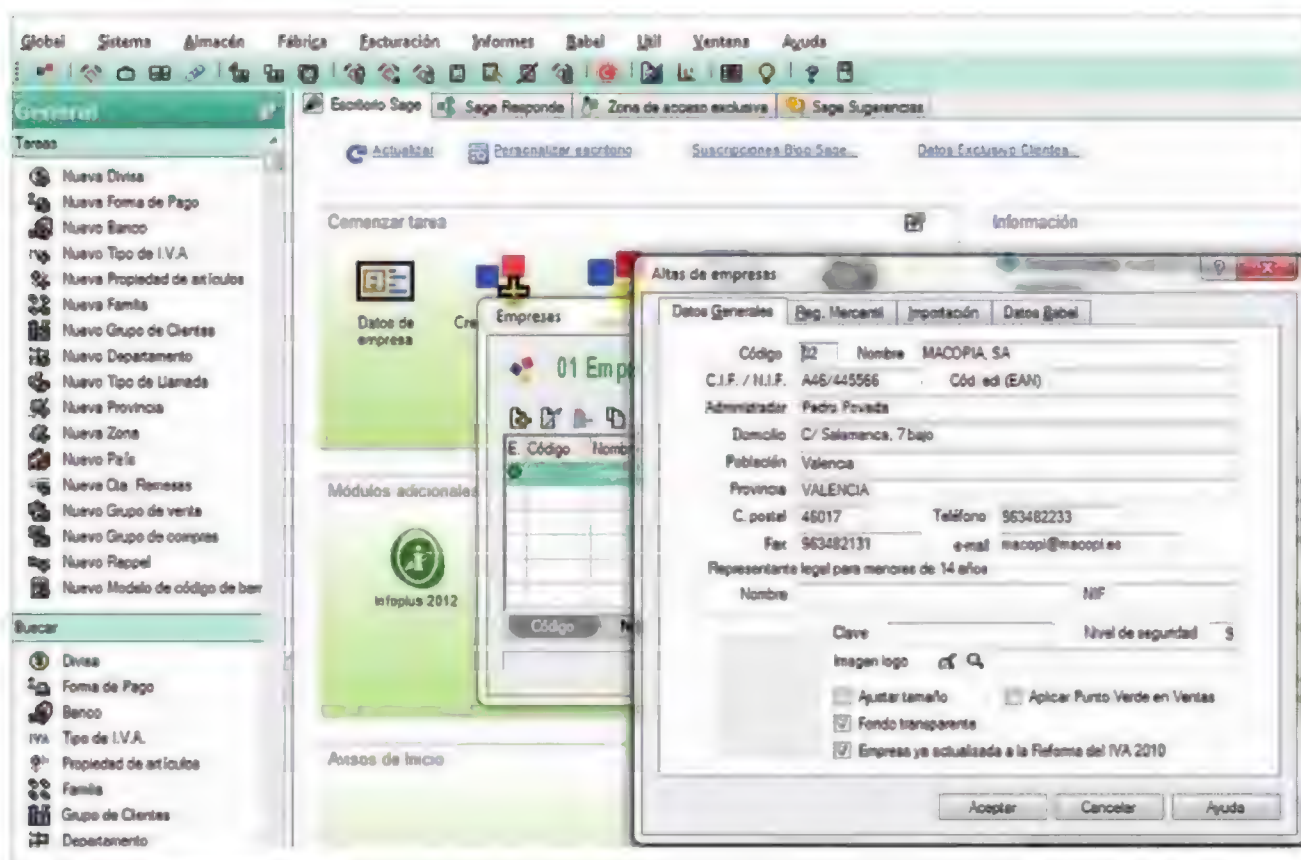 Global Sistema Almacén Fábrica Facturación Informes Babel Util Ventana Ayuda
General
Tareas
Nueva Divisa
Nueva Forma de Pago
Nuevo Banco
Nuevo Tipo de I.V.A
Nueva Propiedad de artículos
Nueva Familia
Nuevo Grupo de Clientes
Nuevo Departamento
Nuevo Tipo de Llamada
Nueva Provincia
Nueva Zona
Nuevo País
Nueva Cta. Remesas
Nuevo Grupo de venta
Nuevo Grupo de compras
Nuevo Rappel
Nuevo Modelo de código de barr
Buscar
Divisa
Forma de Pago
Banco
IVA Tipo de I.V.A.
Propiedad de artículos
Familia
Grupo de Clientes
Departamento
Escritorio Sage Sage Responde Zona de acceso exclusiva Sage Sugerencias
Actualizar Personalizar escritorio Suscripciones Blog Sage... Datos Exclusivo Clientes...
Comenzar tarea
Información
Datos de empresa
Cre
Módulos adicionales
Infoplus 2012
Avisos de Inicio
Empresas
01 Empr
E. Código Nombr
Código N
Altas de empresas
Datos Generales Reg. Mercantil Importación Datos Babel
Código 02 Nombre MACOPIA, SA
C.I.F. / N.I.F. A46/445566 Cód. edi (EAN)
Administrador Pedro Poveda
Domicilio C/ Salamanca, 7 bajo
Población Valencia
Provincia VALENCIA
C. postal 46017 Teléfono 963482233
Fax 963482131 e-mail macopi@macopi.es
Representante legal para menores de 14 años
Nombre NIF
Clave Nivel de seguridad
Imagen logo
Ajustar tamaño Aplicar Punto Verde en Ventas
Fondo transparente
Empresa ya actualizada a la Reforma del IVA 2010
Aceptar Cancelar Ayuda